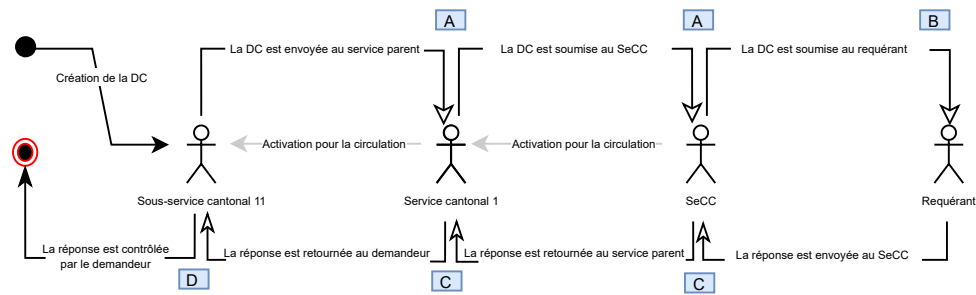 A
A
B
La DC est envoyée au service parent
La DC est soumise au SeCC
La DC est soumise au requérant
Création de la DC
Activation pour la circulation
Activation pour la circulation
Sous-service cantonal 11
Service cantonal 1
SeCC
Requérant
La réponse est contrôlée
par le demandeur
La réponse est retournée au demandeur
La réponse est retournée au service parent
La réponse est envoyée au SeCC
D
C
C